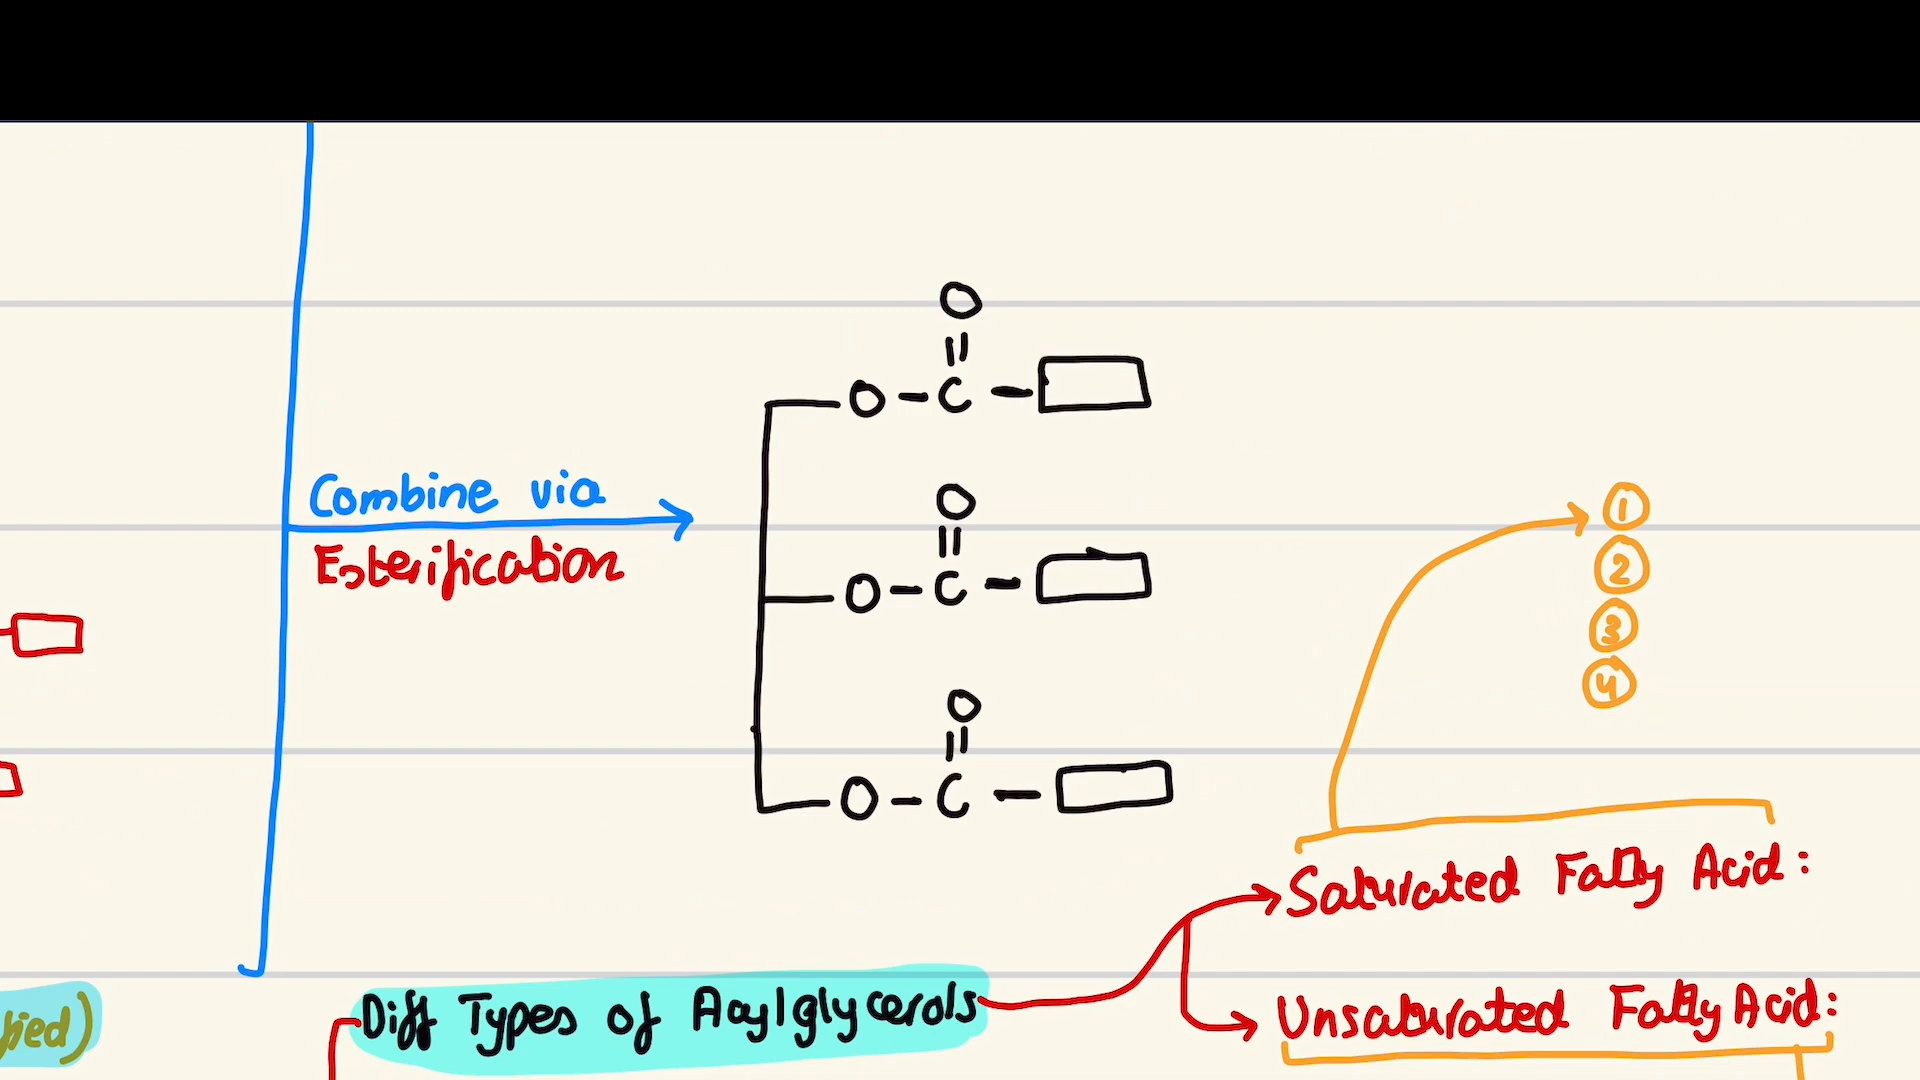 O
||
O - C -
Combine via
Esterification
O
||
O - C -
O
||
O - C -
①
②
③
④
Saturated Fatty Acid:
Unsaturated Fatty Acid:
Diff Types of Acylglycerols